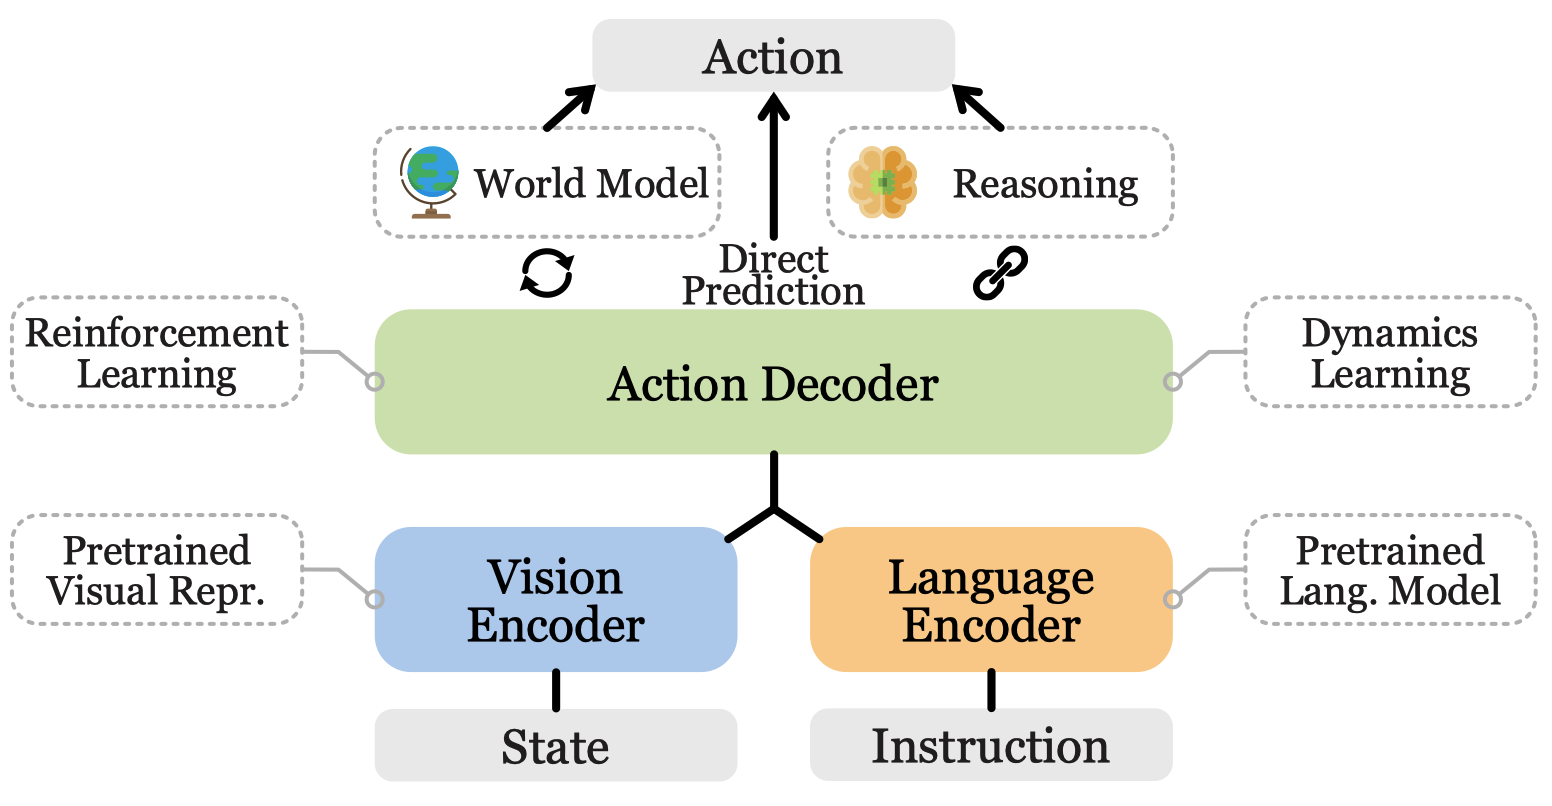 Action
World Model
Reasoning
Direct
Prediction
Reinforcement
Learning
Action Decoder
Dynamics
Learning
Pretrained
Visual Repr.
Vision
Encoder
Language
Encoder
Pretrained
Lang. Model
State
Instruction